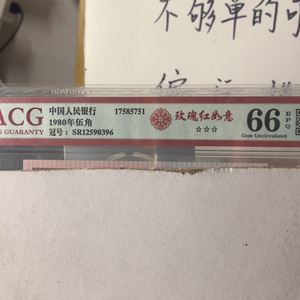 不够单的可
ACG
GUARANTY
中国人民银行 17585751
1980年伍角
冠号：SR12590396
玫瑰红如意
☆☆☆
66 EPQ
Gem Uncirculated